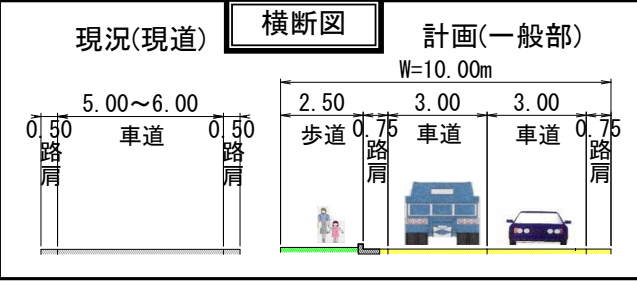 横断図
現況(現道)
計画(一般部)
W=10.00m
5.00～6.00
0.50
0.50
車道
路肩
路肩
2.50
3.00
3.00
0.75
0.75
歩道
車道
車道
路肩
路肩